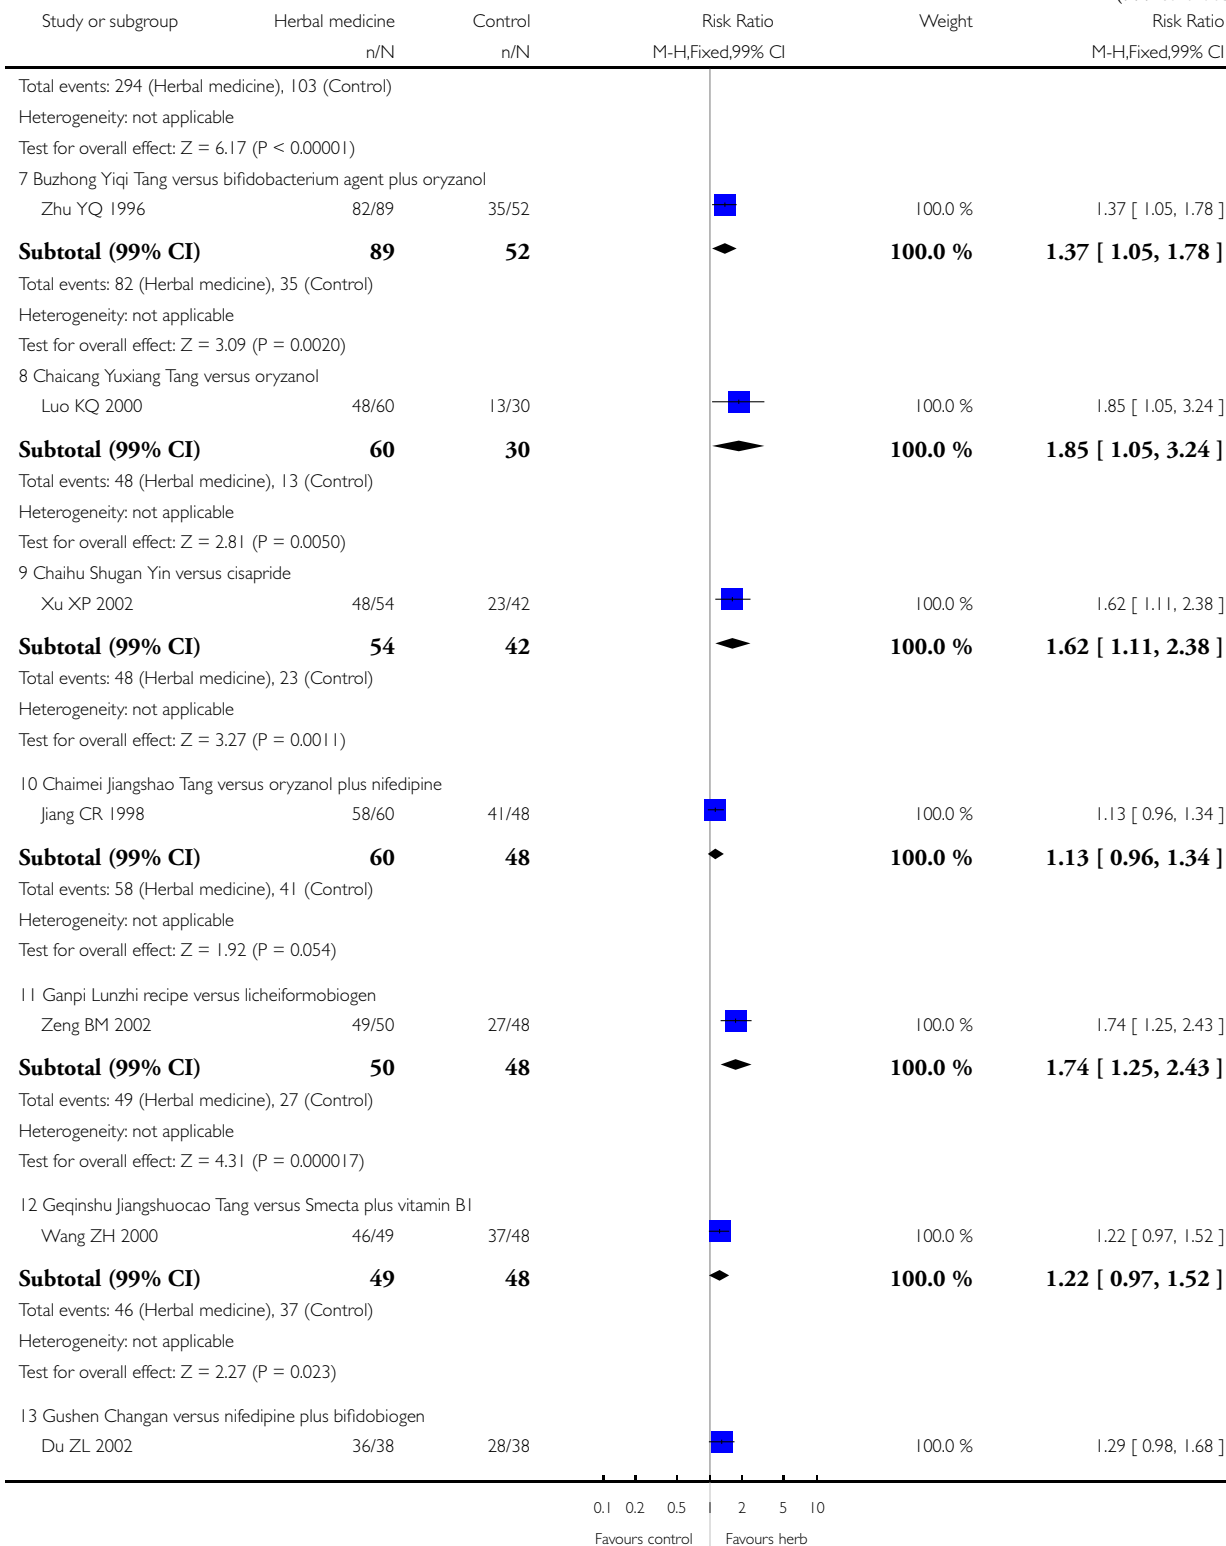 Study or subgroup Herbal medicine Control Risk Ratio Weight Risk Ratio
n/N n/N M-H,Fixed,99% CI M-H,Fixed,99% CI
Total events: 294 (Herbal medicine), 103 (Control)
Heterogeneity: not applicable
Test for overall effect: Z = 6.17 (P < 0.00001)
7 Buzhong Yiqi Tang versus bifidobacterium agent plus oryzanol
Zhu YQ 1996 82/89 35/52 100.0 % 1.37 [ 1.05, 1.78 ]
Subtotal (99% CI) 89 52 100.0 % 1.37 [ 1.05, 1.78 ]
Total events: 82 (Herbal medicine), 35 (Control)
Heterogeneity: not applicable
Test for overall effect: Z = 3.09 (P = 0.0020)
8 Chaicang Yuxiang Tang versus oryzanol
Luo KQ 2000 48/60 13/30 100.0 % 1.85 [ 1.05, 3.24 ]
Subtotal (99% CI) 60 30 100.0 % 1.85 [ 1.05, 3.24 ]
Total events: 48 (Herbal medicine), 13 (Control)
Heterogeneity: not applicable
Test for overall effect: Z = 2.81 (P = 0.0050)
9 Chaihu Shugan Yin versus cisapride
Xu XP 2002 48/54 23/42 100.0 % 1.62 [ 1.11, 2.38 ]
Subtotal (99% CI) 54 42 100.0 % 1.62 [ 1.11, 2.38 ]
Total events: 48 (Herbal medicine), 23 (Control)
Heterogeneity: not applicable
Test for overall effect: Z = 3.27 (P = 0.0011)
10 Chaimei Jiangshao Tang versus oryzanol plus nifedipine
Jiang CR 1998 58/60 41/48 100.0 % 1.13 [ 0.96, 1.34 ]
Subtotal (99% CI) 60 48 100.0 % 1.13 [ 0.96, 1.34 ]
Total events: 58 (Herbal medicine), 41 (Control)
Heterogeneity: not applicable
Test for overall effect: Z = 1.92 (P = 0.054)
11 Ganpi Lunzhi recipe versus licheiformobiogen
Zeng BM 2002 49/50 27/48 100.0 % 1.74 [ 1.25, 2.43 ]
Subtotal (99% CI) 50 48 100.0 % 1.74 [ 1.25, 2.43 ]
Total events: 49 (Herbal medicine), 27 (Control)
Heterogeneity: not applicable
Test for overall effect: Z = 4.31 (P = 0.000017)
12 Geqinshu Jiangshuocao Tang versus Smecta plus vitamin B1
Wang ZH 2000 46/49 37/48 100.0 % 1.22 [ 0.97, 1.52 ]
Subtotal (99% CI) 49 48 100.0 % 1.22 [ 0.97, 1.52 ]
Total events: 46 (Herbal medicine), 37 (Control)
Heterogeneity: not applicable
Test for overall effect: Z = 2.27 (P = 0.023)
13 Gushen Changan versus nifedipine plus bifidobiogen
Du ZL 2002 36/38 28/38 100.0 % 1.29 [ 0.98, 1.68 ]
0.1 0.2 0.5 1 2 5 10
Favours control Favours herb